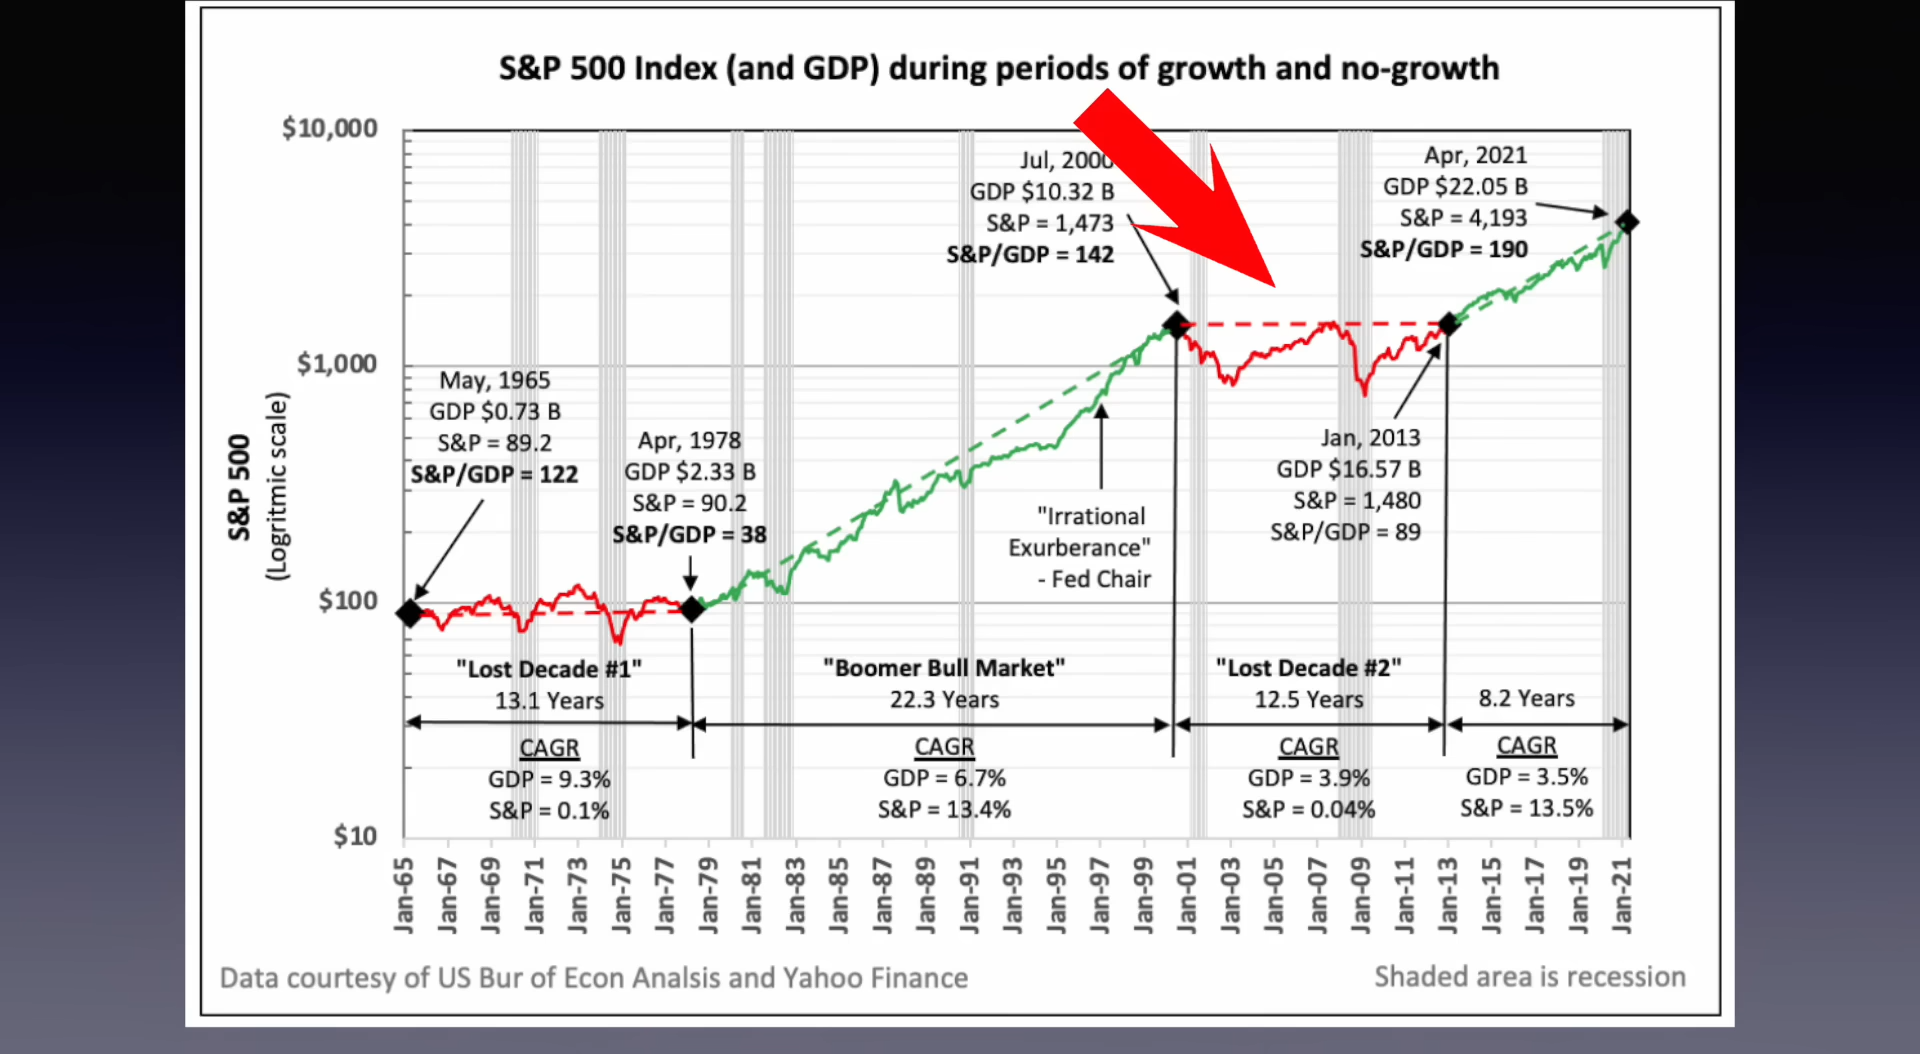 S&P 500 Index (and GDP) during periods of growth and no-growth
$10,000
$1,000
$100
$10
S&P 500
(Logritmic scale)
May, 1965
GDP $0.73 B
S&P = 89.2
S&P/GDP = 122
Apr, 1978
GDP $2.33 B
S&P = 90.2
S&P/GDP = 38
Jul, 2000
GDP $10.32 B
S&P = 1,473
S&P/GDP = 142
Apr, 2021
GDP $22.05 B
S&P = 4,193
S&P/GDP = 190
"Irrational
Exurberance"
- Fed Chair
Jan, 2013
GDP $16.57 B
S&P = 1,480
S&P/GDP = 89
"Lost Decade #1"
13.1 Years
CAGR
GDP = 9.3%
S&P = 0.1%
"Boomer Bull Market"
22.3 Years
CAGR
GDP = 6.7%
S&P = 13.4%
"Lost Decade #2"
12.5 Years
CAGR
GDP = 3.9%
S&P = 0.04%
8.2 Years
CAGR
GDP = 3.5%
S&P = 13.5%
Jan-65
Jan-67
Jan-69
Jan-71
Jan-73
Jan-75
Jan-77
Jan-79
Jan-81
Jan-83
Jan-85
Jan-87
Jan-89
Jan-91
Jan-93
Jan-95
Jan-97
Jan-99
Jan-01
Jan-03
Jan-05
Jan-07
Jan-09
Jan-11
Jan-13
Jan-15
Jan-17
Jan-19
Jan-21
Data courtesy of US Bur of Econ Analsis and Yahoo Finance
Shaded area is recession